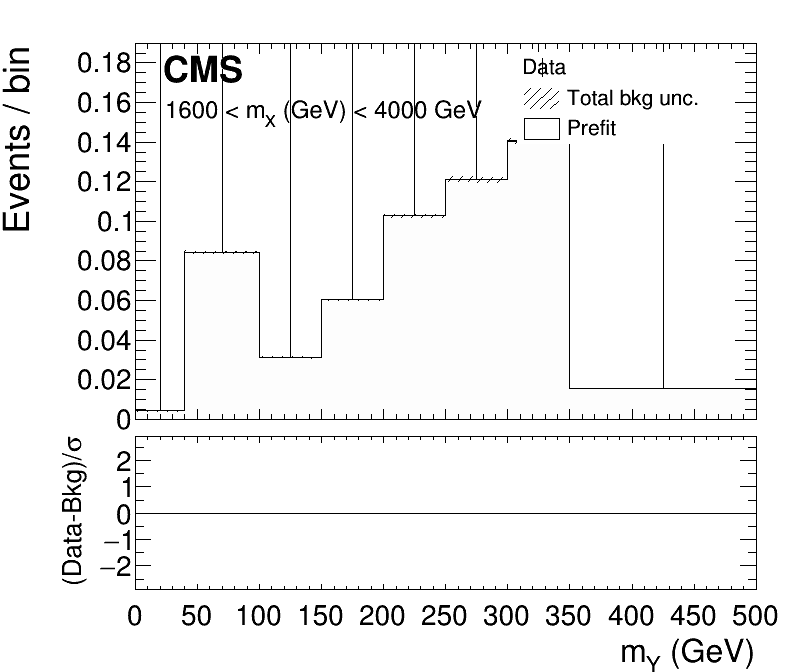 CMS
1600 < mX (GeV) < 4000 GeV
Data
Total bkg unc.
Prefit
Events / bin
0.18
0.16
0.14
0.12
0.1
0.08
0.06
0.04
0.02
0
(Data-Bkg)/σ
2
1
0
−1
−2
0 50 100 150 200 250 300 350 400 450 500
mY (GeV)